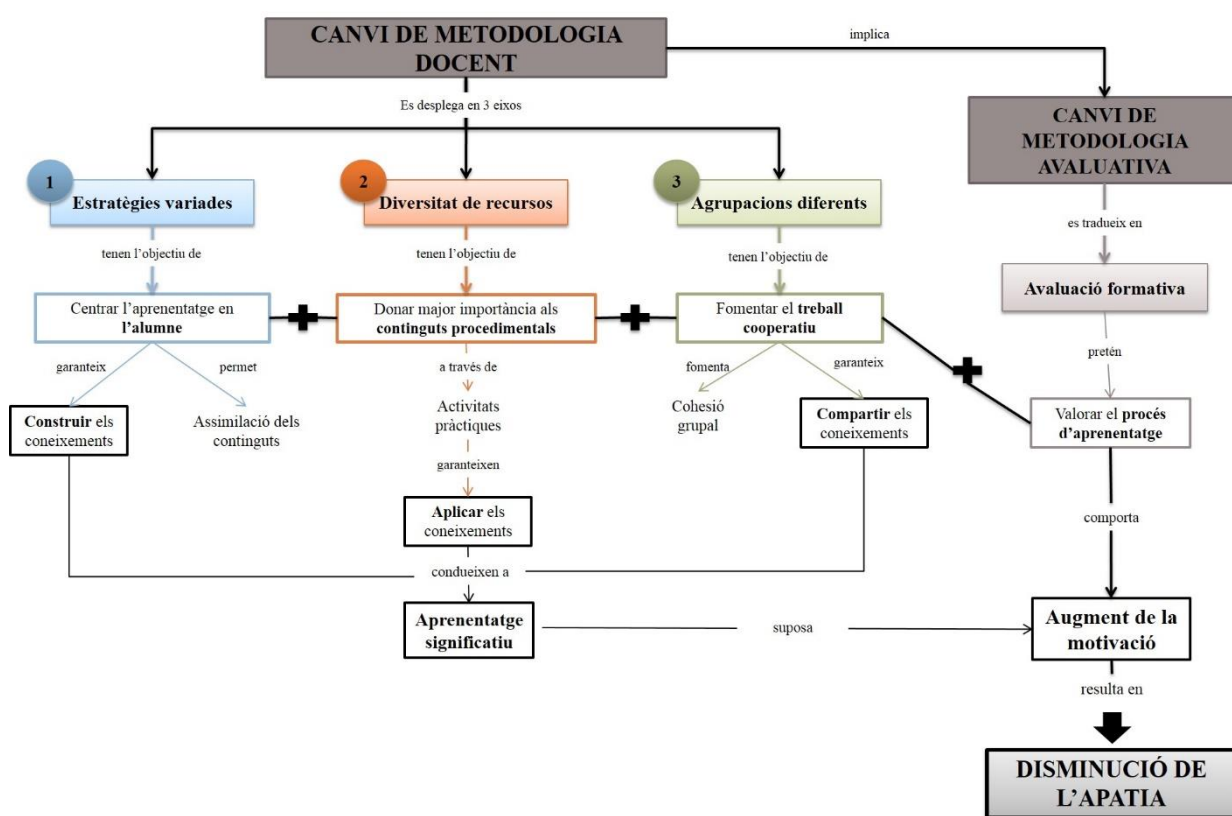 CANVI DE METODOLOGIA
DOCENT
implica
Es desplega en 3 eixos
CANVI DE
METODOLOGIA
AVALUATIVA
1
Estratègies variades
2
Diversitat de recursos
3
Agrupacions diferents
tenen l’objectiu de
tenen l’objectiu de
tenen l’objectiu de
es tradueix en
Centrar l’aprenentatge en
l’alumne
Donar major importància als
continguts procedimentals
Fomentar el treball
cooperatiu
Avaluació formativa
garanteix
permet
a través de
fomenta
garanteix
pretén
Construir els
coneixements
Assimilació dels
continguts
Activitats
pràctiques
Cohesió
grupal
Compartir els
coneixements
Valorar el procés
d’aprenentatge
garanteixen
Aplicar els
coneixements
comporta
condueixen a
Aprenentatge
significatiu
suposa
Augment de la
motivació
resulta en
DISMINUCIÓ DE
L’APATIA